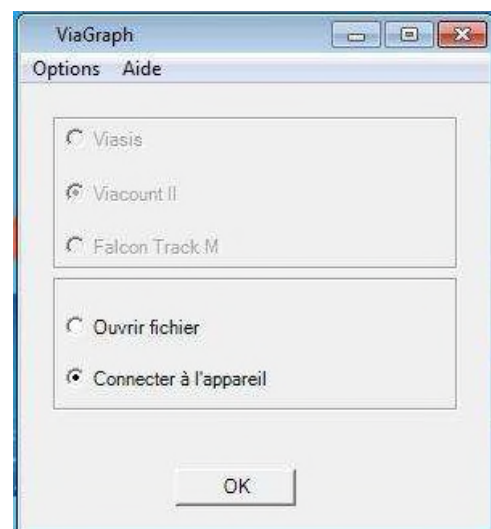 ViaGraph
Options Aide
Viasis
Viacount II
Falcon Track M
Ouvrir fichier
Connecter à l'appareil
OK